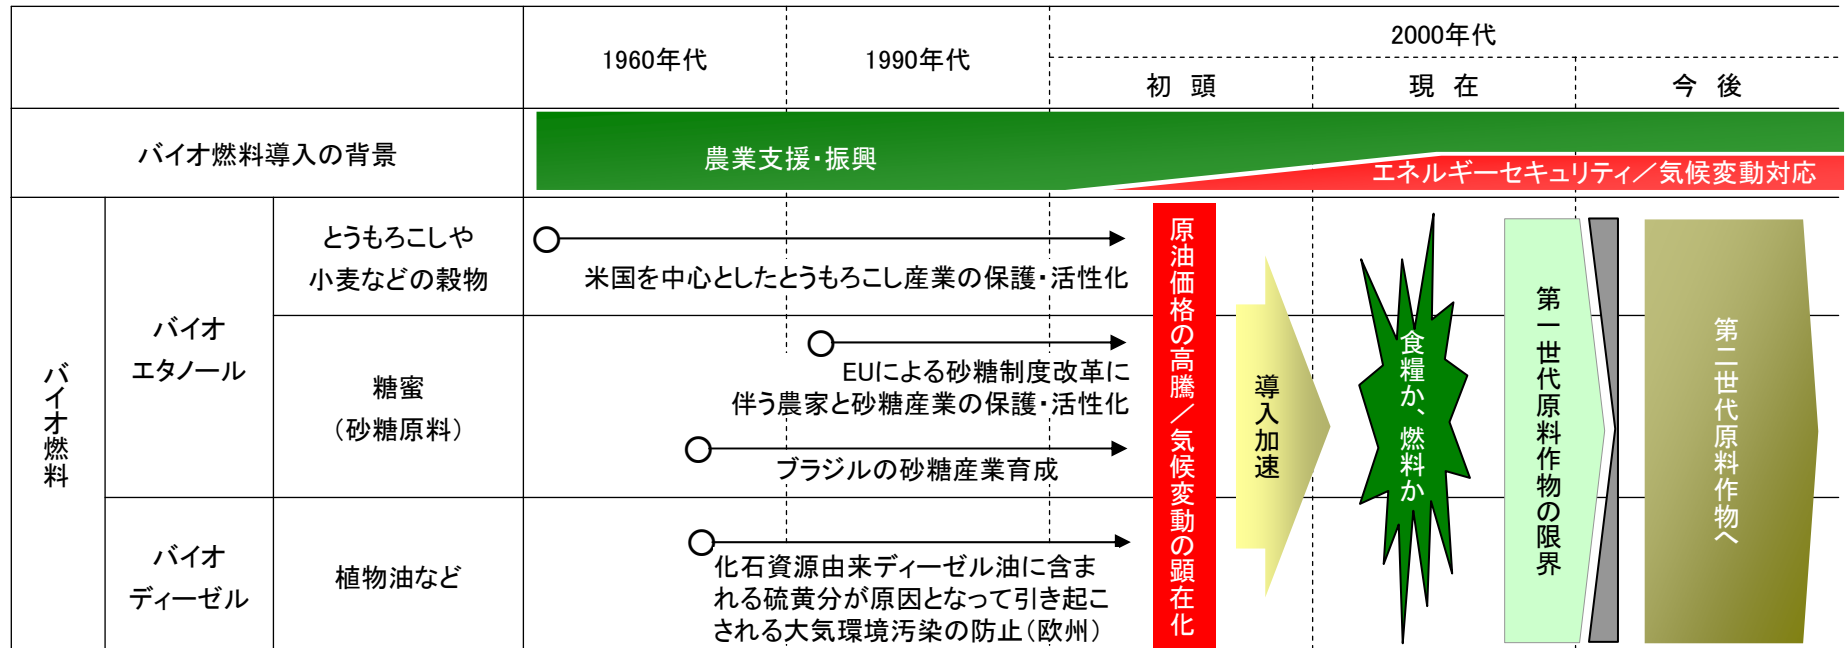 1960年代
1990年代
2000年代
初 頭
現 在
今 後
バイオ燃料導入の背景
農業支援・振興
エネルギーセキュリティ／気候変動対応
バイオ燃料
バイオ
エタノール
とうもろこしや
小麦などの穀物
米国を中心としたとうもろこし産業の保護・活性化
糖蜜
（砂糖原料）
EUによる砂糖制度改革に
伴う農家と砂糖産業の保護・活性化
ブラジルの砂糖産業育成
バイオ
ディーゼル
植物油など
化石資源由来ディーゼル油に含ま
れる硫黄分が原因となって引き起こ
される大気環境汚染の防止（欧州）
原油価格の高騰／気候変動の顕在化
導入加速
食糧か、燃料か
第一世代原料作物の限界
第二世代原料作物へ